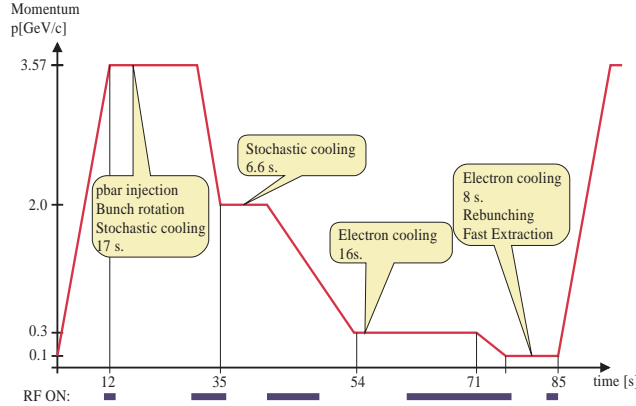 Momentum
p[GeV/c]
3.57
Stochastic cooling
6.6 s.
pbar injection
Bunch rotation
Stochastic cooling
17 s.
Electron cooling
8 s.
Rebunching
Fast Extraction
2.0
Electron cooling
16s.
0.3
0.1
12
35
54
71
85
time [s]
RF ON: